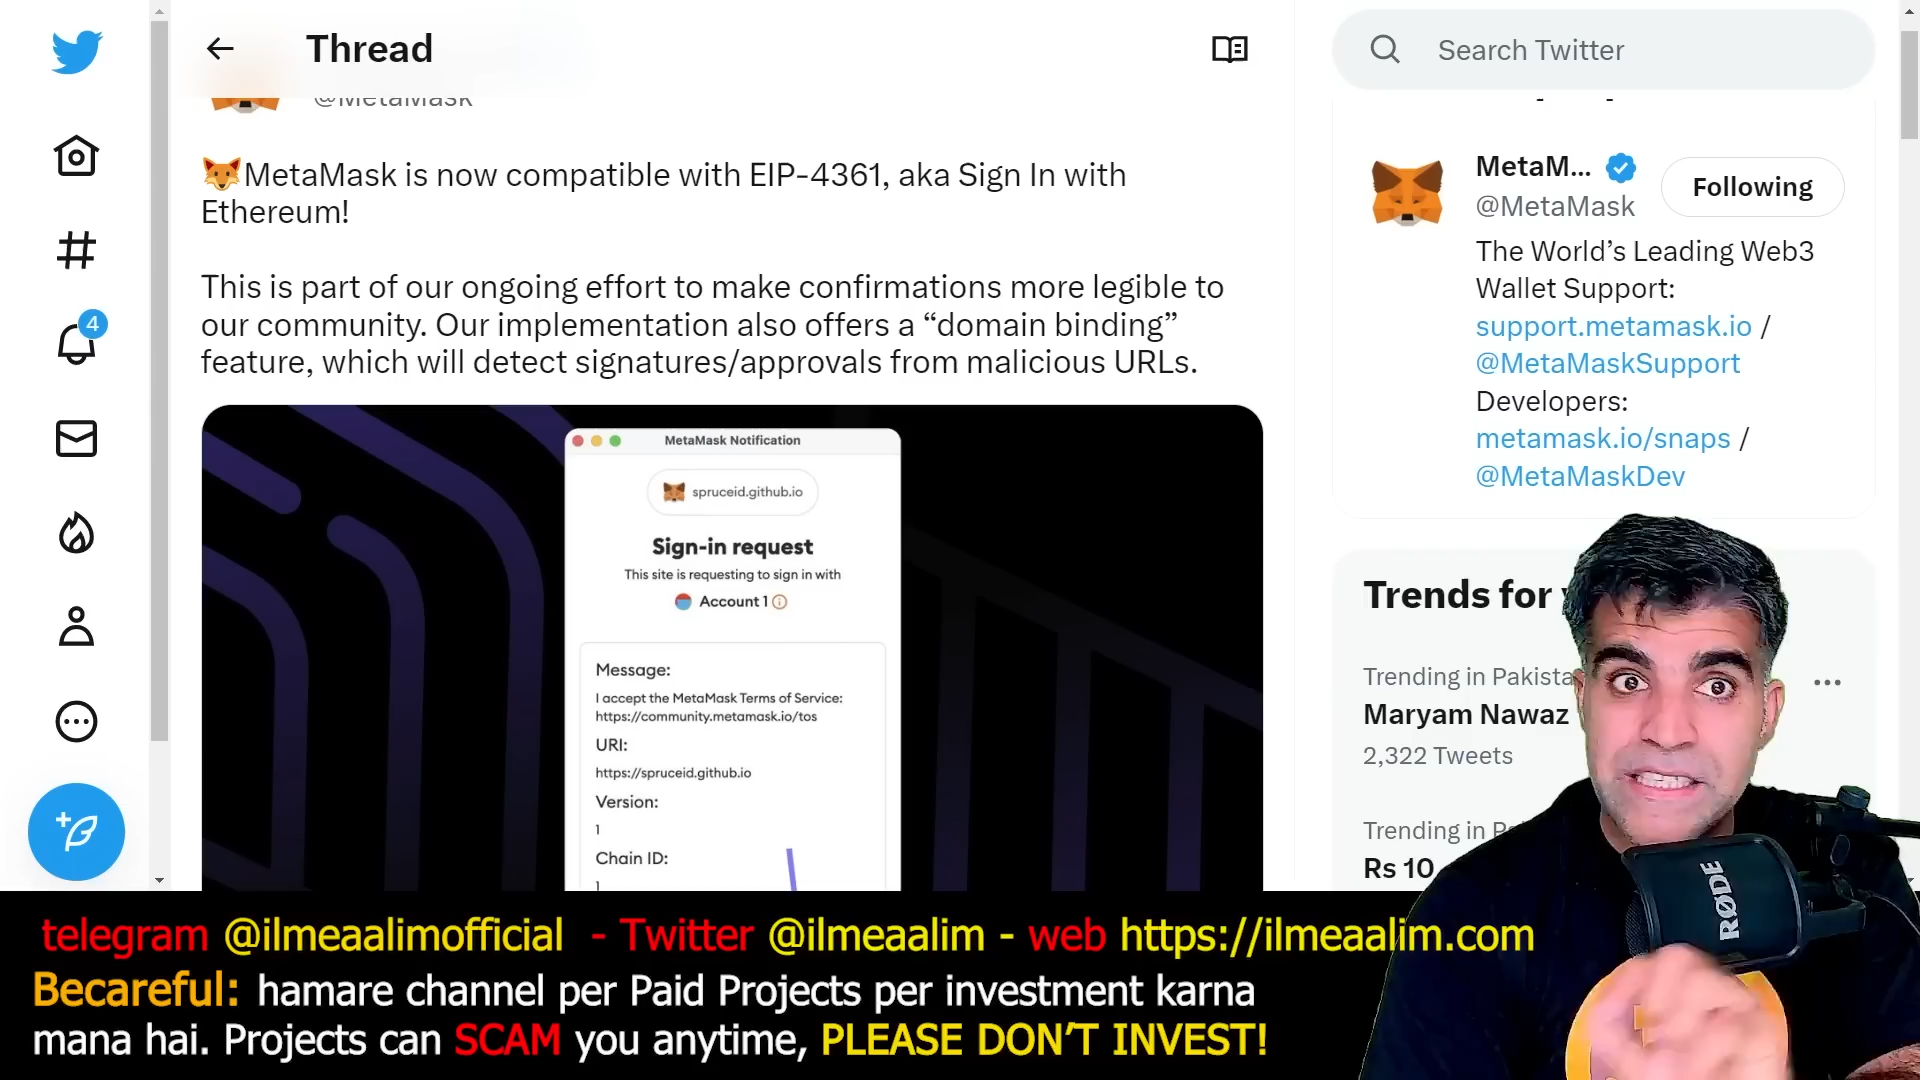 Thread
Search Twitter
@MetaMask
MetaMask is now compatible with EIP-4361, aka Sign In with
Ethereum!
This is part of our ongoing effort to make confirmations more legible to
our community. Our implementation also offers a “domain binding”
feature, which will detect signatures/approvals from malicious URLs.
MetaMask Notification
spruceid.github.io
Sign-in request
This site is requesting to sign in with
Account 1
Message:
I accept the MetaMask Terms of Service:
https://community.metamask.io/tos
URI:
https://spruceid.github.io
Version:
1
Chain ID:
1
4
MetaM...
@MetaMask
Following
The World’s Leading Web3
Wallet Support:
support.metamask.io /
@MetaMaskSupport
Developers:
metamask.io/snaps /
@MetaMaskDev
Trends for
Trending in
Maryam Nawaz
2,322 Tweets
Trending in
Rs 10
RØDE
telegram @ilmeaalimofficial - Twitter @ilmeaalim - web https://ilmeaalim.com
Becareful: hamare channel per Paid Projects per investment karna
mana hai. Projects can SCAM you anytime, PLEASE DON’T INVEST!